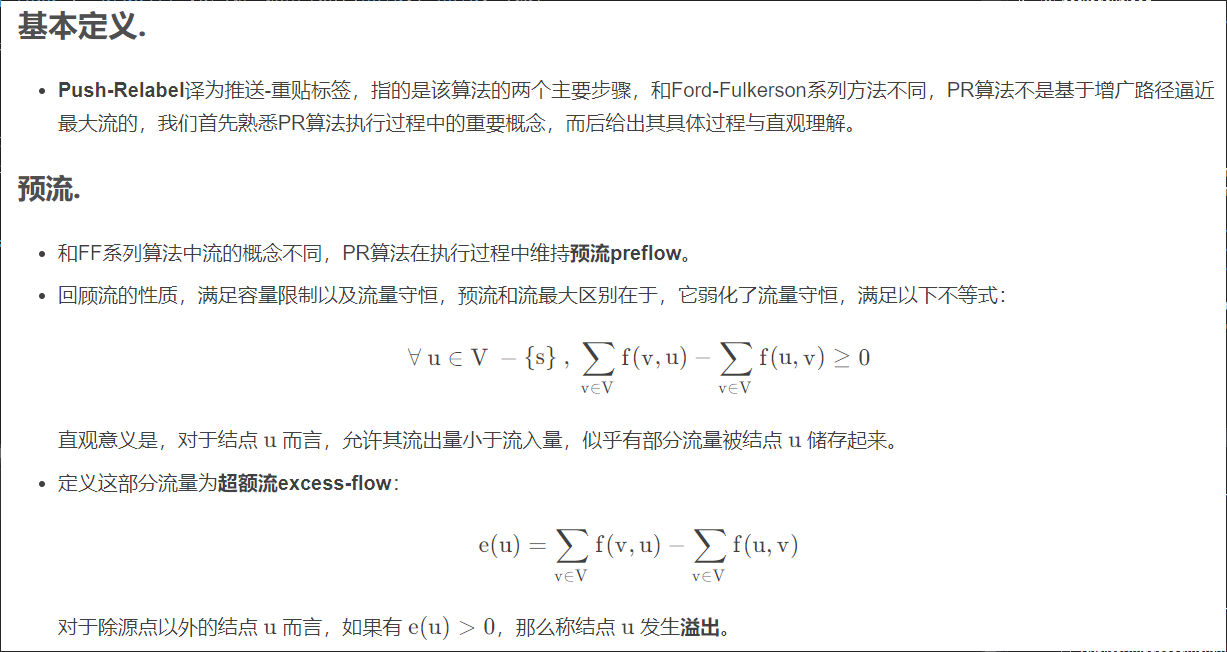 基本定义.
• Push-Relabel译为推送-重贴标签，指的是该算法的两个主要步骤，和Ford-Fulkerson系列方法不同，PR算法不是基于增广路径逼近
最大流的，我们首先熟悉PR算法执行过程中的重要概念，而后给出其具体过程与直观理解。
预流.
• 和FF系列算法中流的概念不同，PR算法在执行过程中维持预流preflow。
• 回顾流的性质，满足容量限制以及流量守恒，预流和流最大区别在于，它弱化了流量守恒，满足以下不等式：
∀ u ∈ V − {s} , ∑_{v∈V} f(v, u) − ∑_{v∈V} f(u, v) ≥ 0
直观意义是，对于结点 u 而言，允许其流出量小于流入量，似乎有部分流量被结点 u 储存起来。
• 定义这部分流量为超额流excess-flow：
e(u) = ∑_{v∈V} f(v, u) − ∑_{v∈V} f(u, v)
对于除源点以外的结点 u 而言，如果有 e(u) > 0，那么称结点 u 发生溢出。